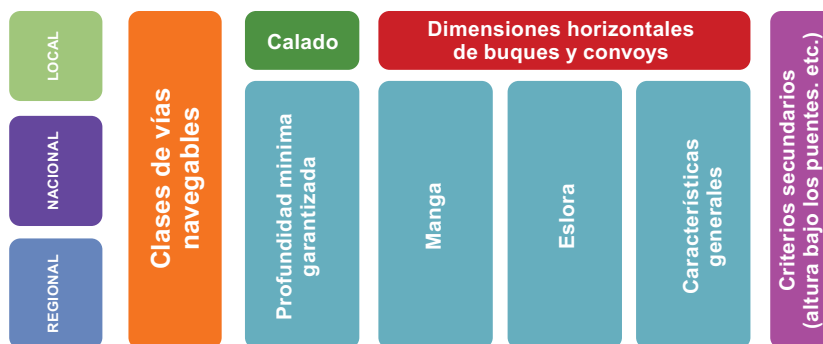 LOCAL
NACIONAL
REGIONAL
Clases de vías
navegables
Calado
Profundidad minima
garantizada
Dimensiones horizontales
de buques y convoys
Manga
Eslora
Características
generales
Criterios secundarios
(altura bajo los puentes. etc.)